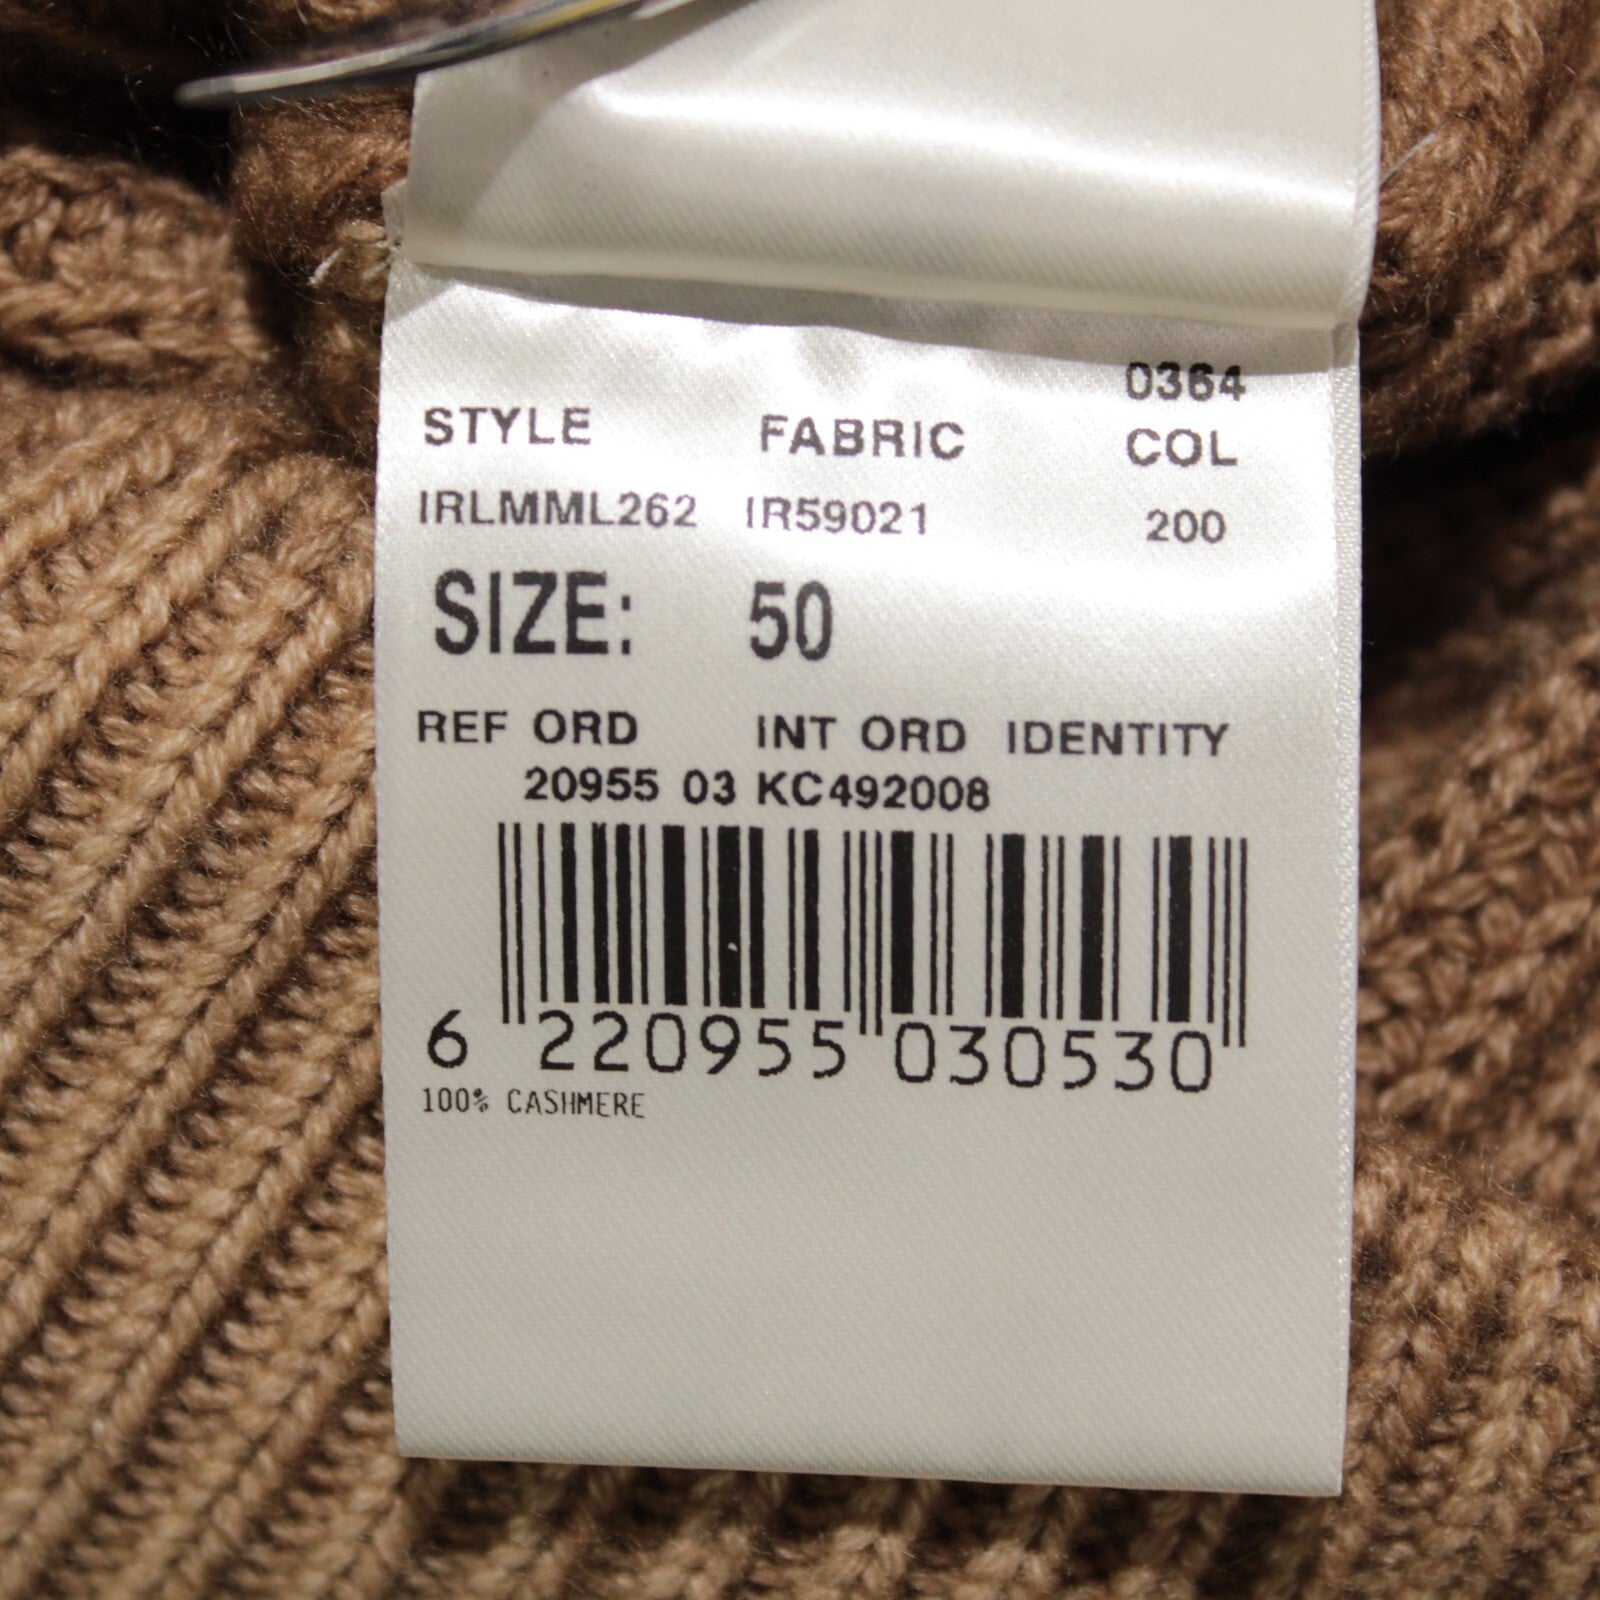 0364
STYLE FABRIC COL
IRLMML262 IR59021 200
SIZE: 50
REF ORD INT ORD IDENTITY
20955 03 KC492008
6 220955 030530
100% CASHMERE